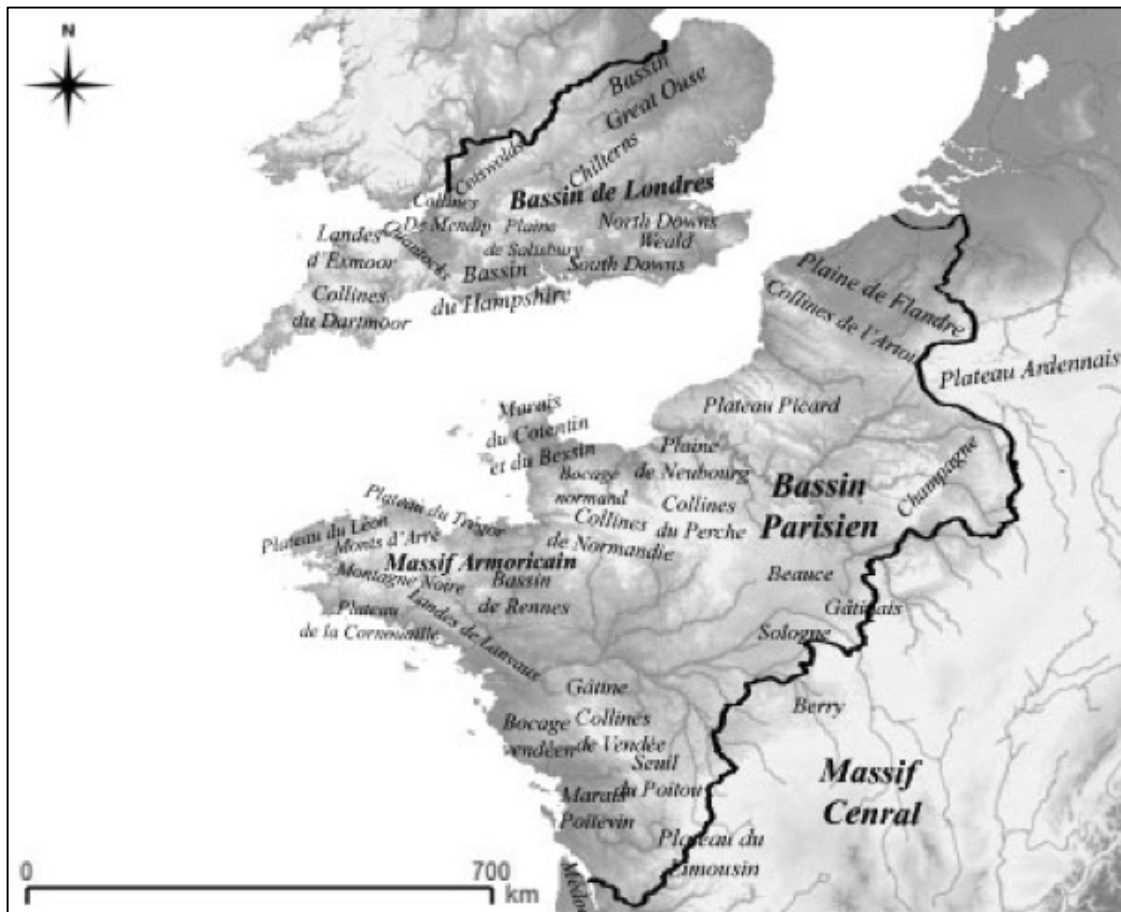 N
Bassin
Great Ouse
Cotswolds
Chilterns
Bassin de Londres
Collines
De Mendip
Quantocks
Plaine
de Salisbury
North Downs
Weald
South Downs
Landes
d'Exmoor
Bassin
du Hampshire
Collines
du Dartmoor
Plaine de Flandre
Collines de l'Artois
Plateau Ardennais
Plateau Picard
Marais
du Cotentin
et du Bessin
Plaine
de Neubourg
Bocage
normand
Collines
du Perche
Collines
de Normandie
Bassin
Parisien
Champagne
Plateau du Trégor
Plateau du Léon
Monts d'Arré
Massif Armoricain
Montagne Noire
Bassin
de Rennes
Plateau
de la Cornouaille
Landes de Lanvaux
Beauce
Gâtinais
Sologne
Gâtine
Berry
Bocage
vendéen
Collines
de Vendée
Seuil
du Poitou
Massif
Cenral
Marais
Poitevin
Plateau du
Limousin
Médoc
0
700
km